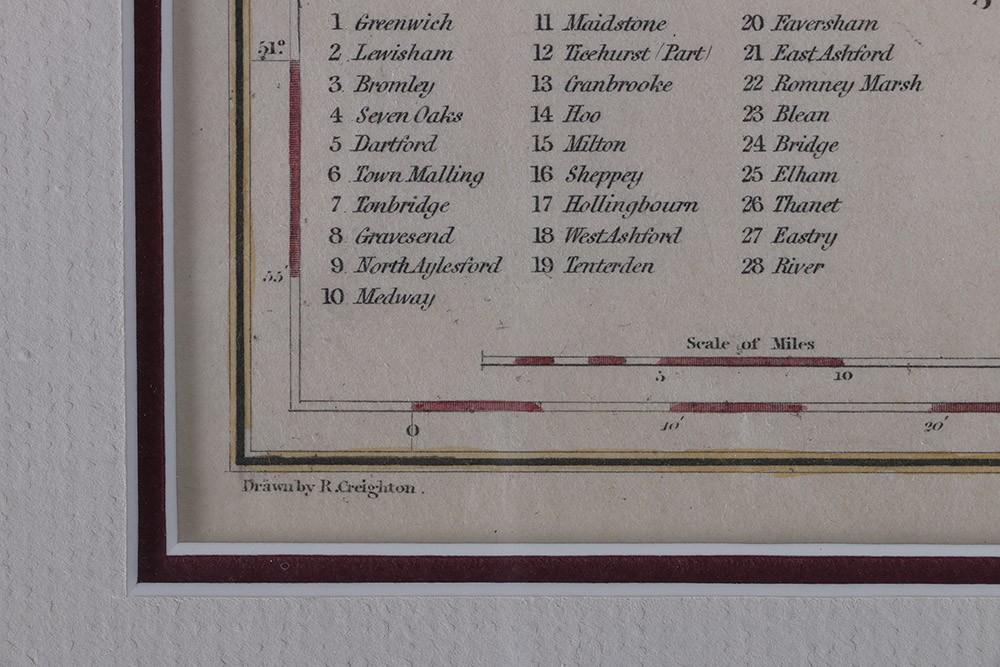 51°
1 Greenwich
2 Lewisham
3 Bromley
4 Seven Oaks
5 Dartford
6 Town Malling
7 Tonbridge
8 Gravesend
9 North Aylesford
10 Medway
11 Maidstone
12 Ticehurst (Part)
13 Cranbrooke
14 Hoo
15 Milton
16 Sheppey
17 Hollingbourn
18 West Ashford
19 Tenterden
20 Faversham
21 East Ashford
22 Romney Marsh
23 Blean
24 Bridge
25 Elham
26 Thanet
27 Eastry
28 River
55'
Scale of Miles
5 10
0 10' 20'
Drawn by R. Creighton.